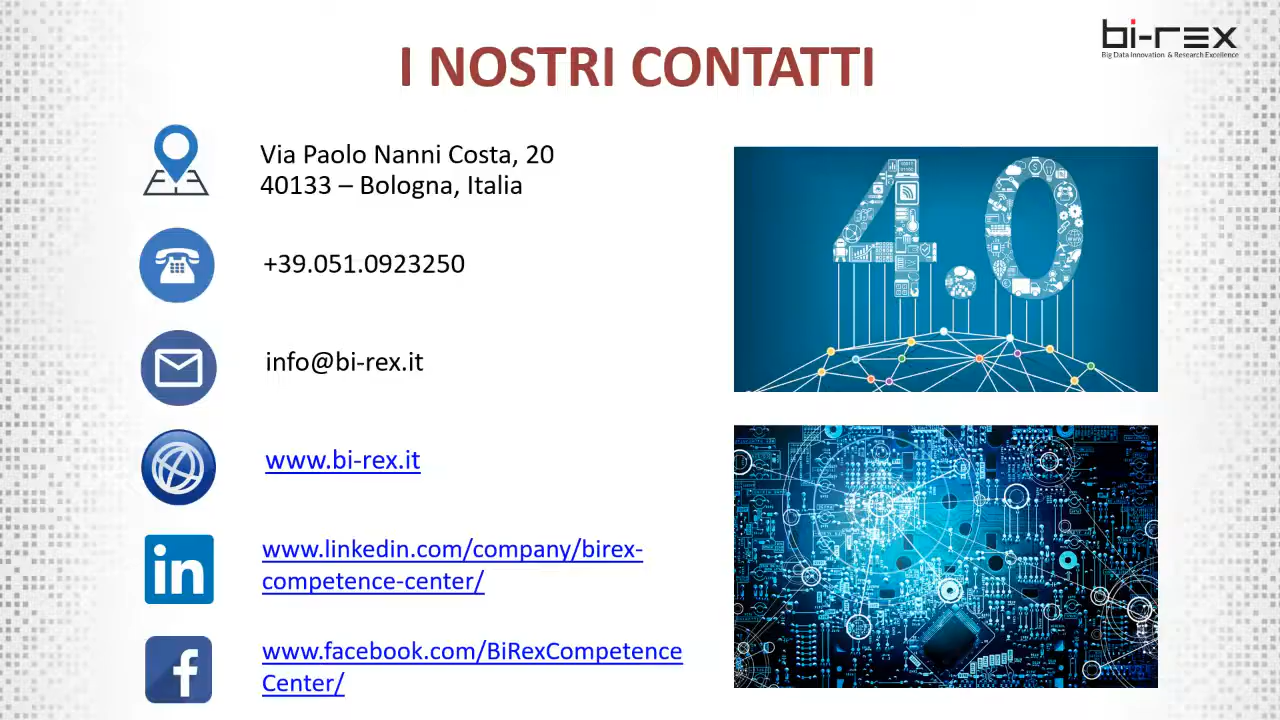 bi-rex
Big Data Innovation & Research Excellence
I NOSTRI CONTATTI
Via Paolo Nanni Costa, 20
40133 – Bologna, Italia
+39.051.0923250
info@bi-rex.it
www.bi-rex.it
www.linkedin.com/company/birex-
competence-center/
www.facebook.com/BiRexCompetence
Center/
4.0
in
f